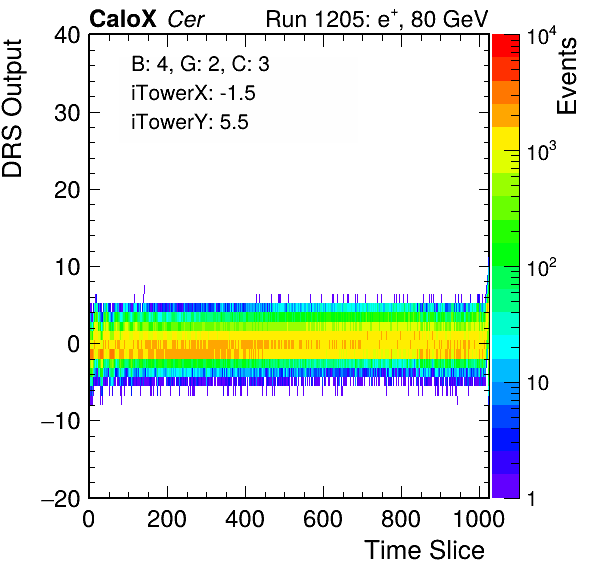 CaloX Cer Run 1205: e+, 80 GeV
DRS Output
Events
B: 4, G: 2, C: 3
iTowerX: -1.5
iTowerY: 5.5
40
30
20
10
0
−10
−20
0 200 400 600 800 1000
Time Slice
10^4
10^3
10^2
10
1